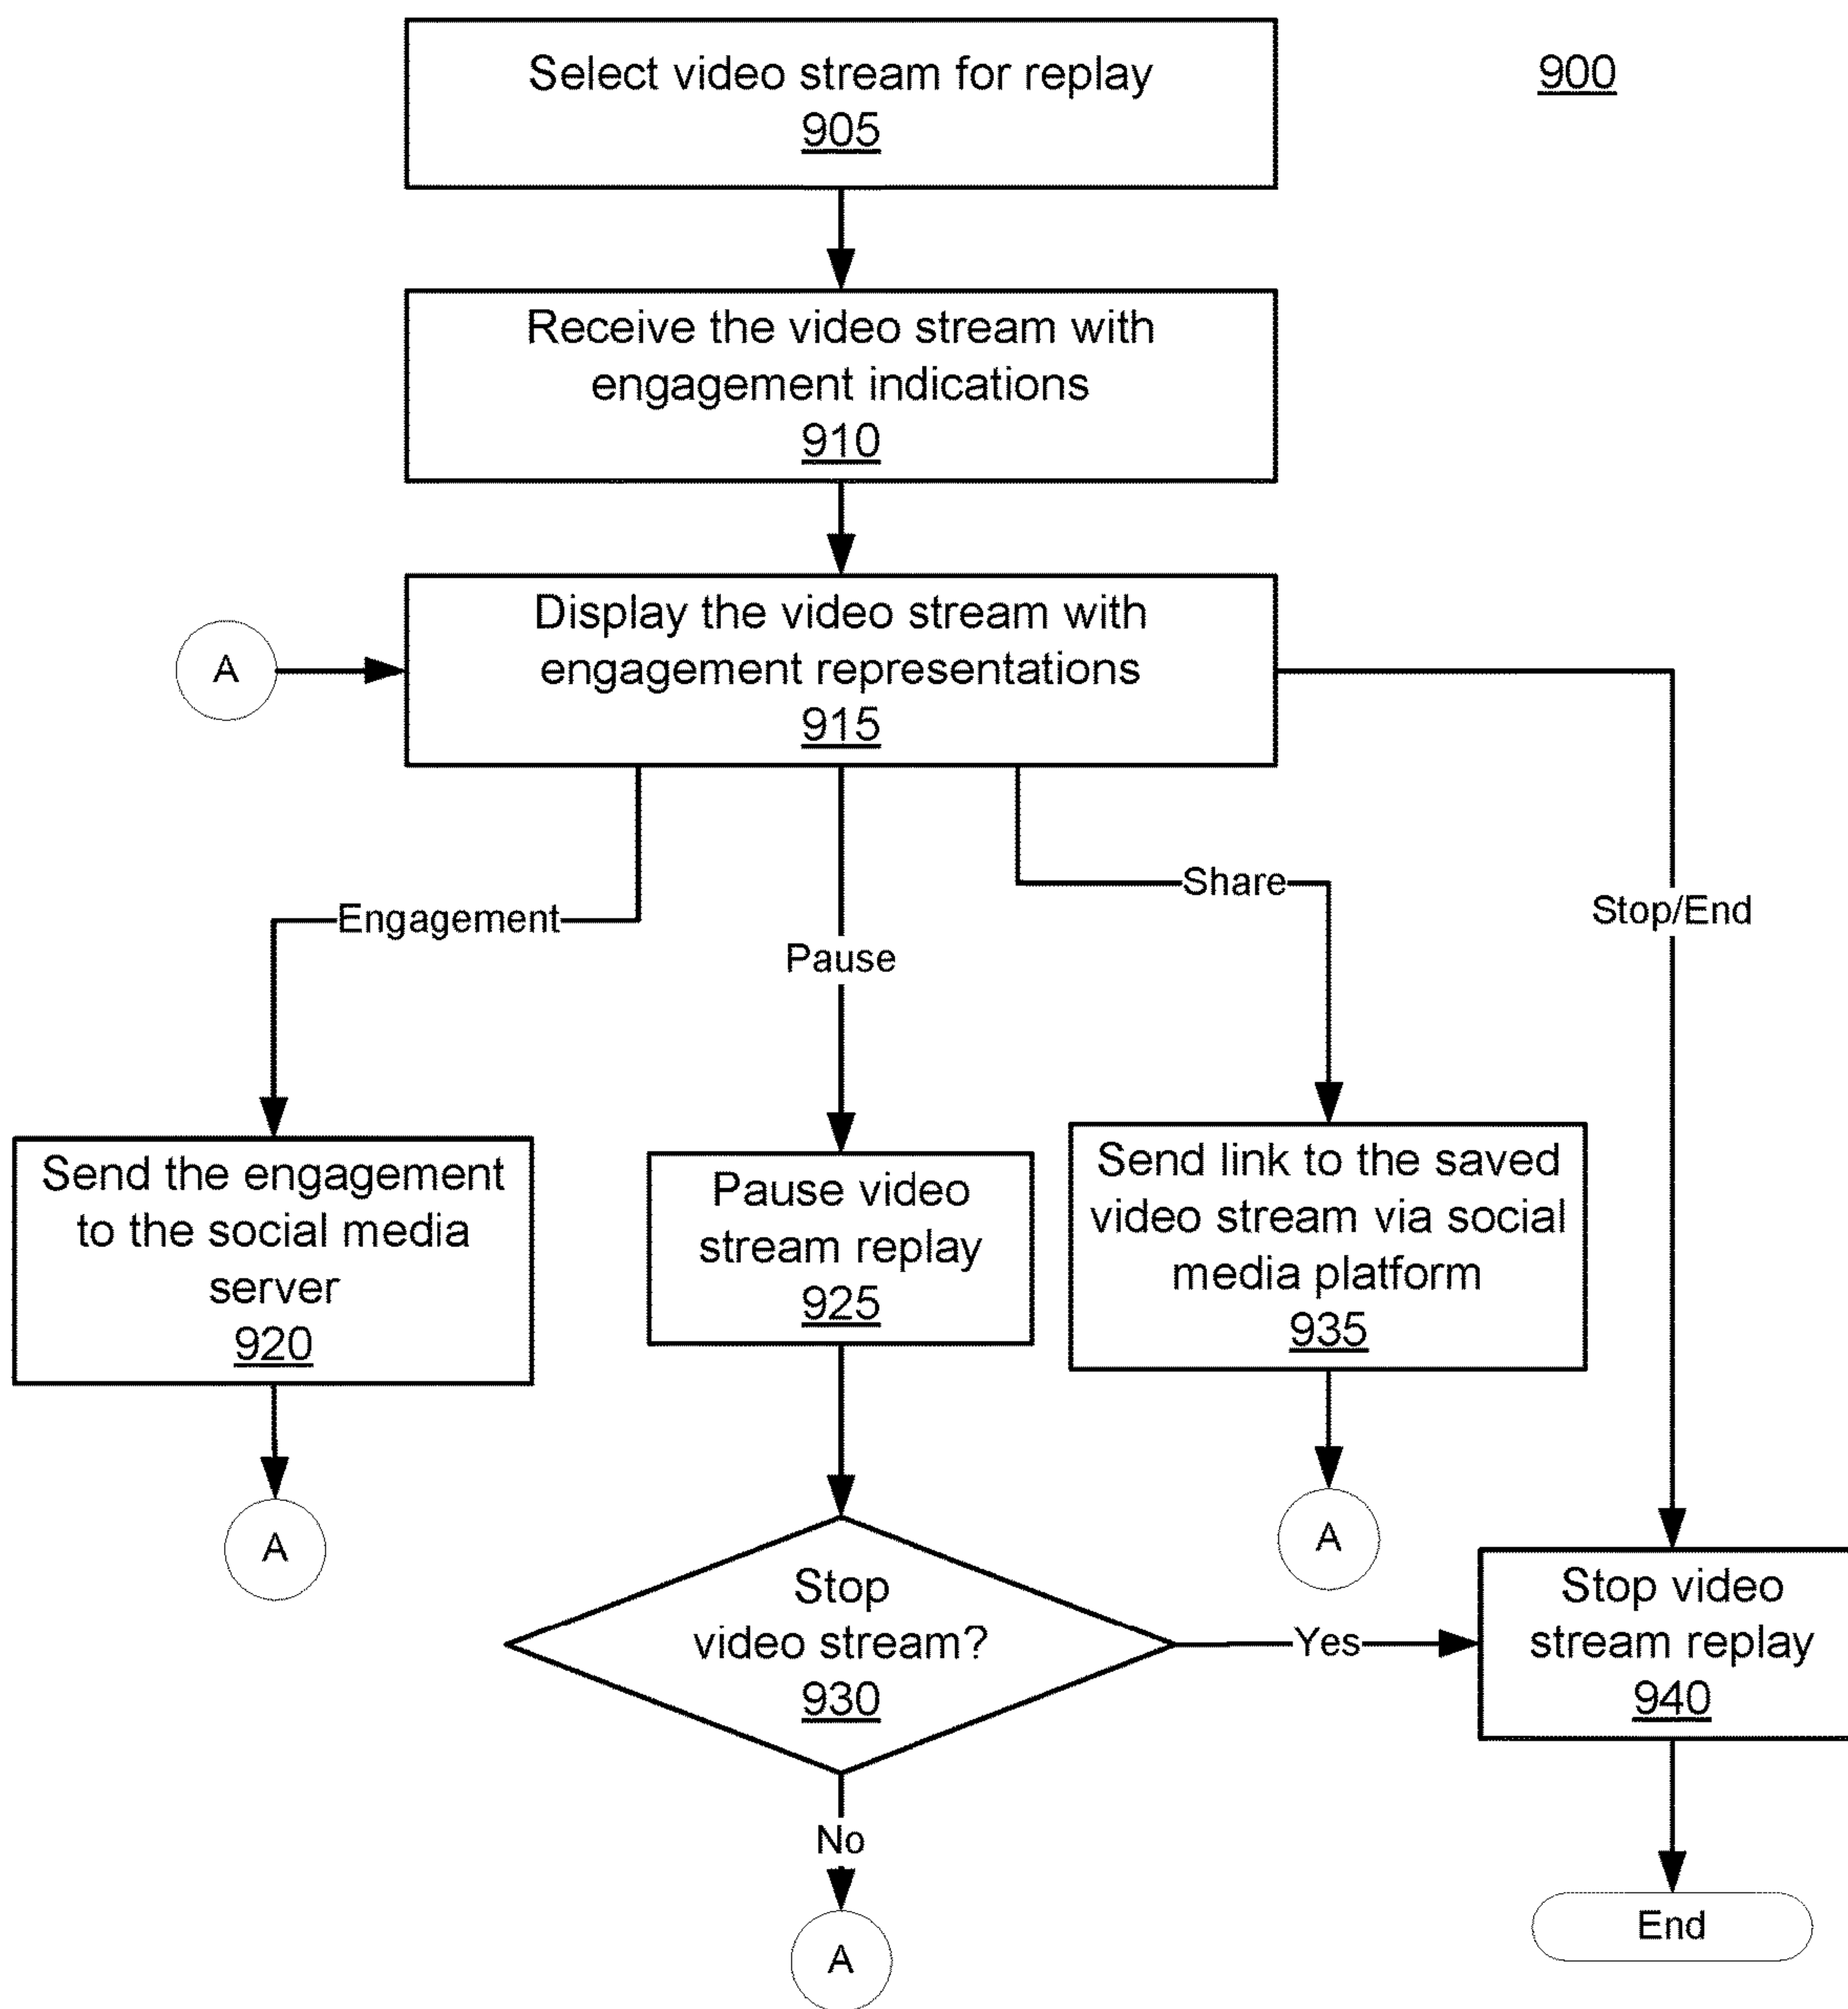 Select video stream for replay
905
900
Receive the video stream with
engagement indications
910
Display the video stream with
engagement representations
915
A
Engagement
Pause
Share
Stop/End
Send the engagement
to the social media
server
920
Pause video
stream replay
925
Send link to the saved
video stream via social
media platform
935
A
A
Stop
video stream?
930
Yes
Stop video
stream replay
940
No
A
End